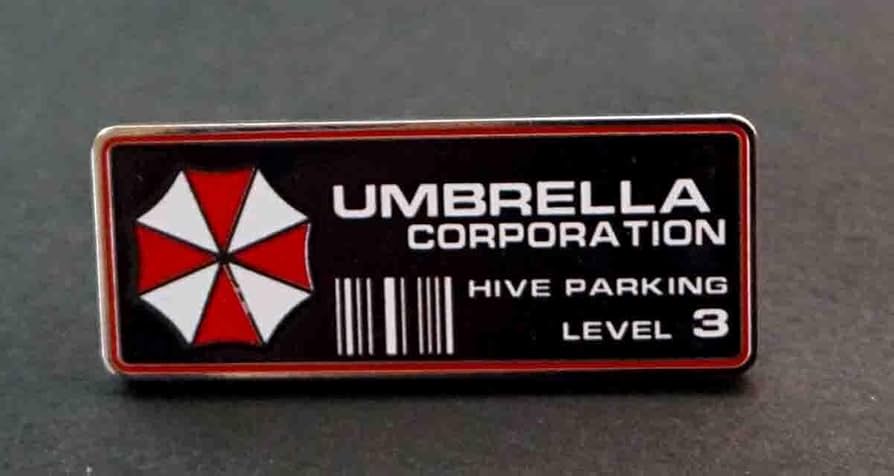 UMBRELLA
CORPORATION
HIVE PARKING
LEVEL 3